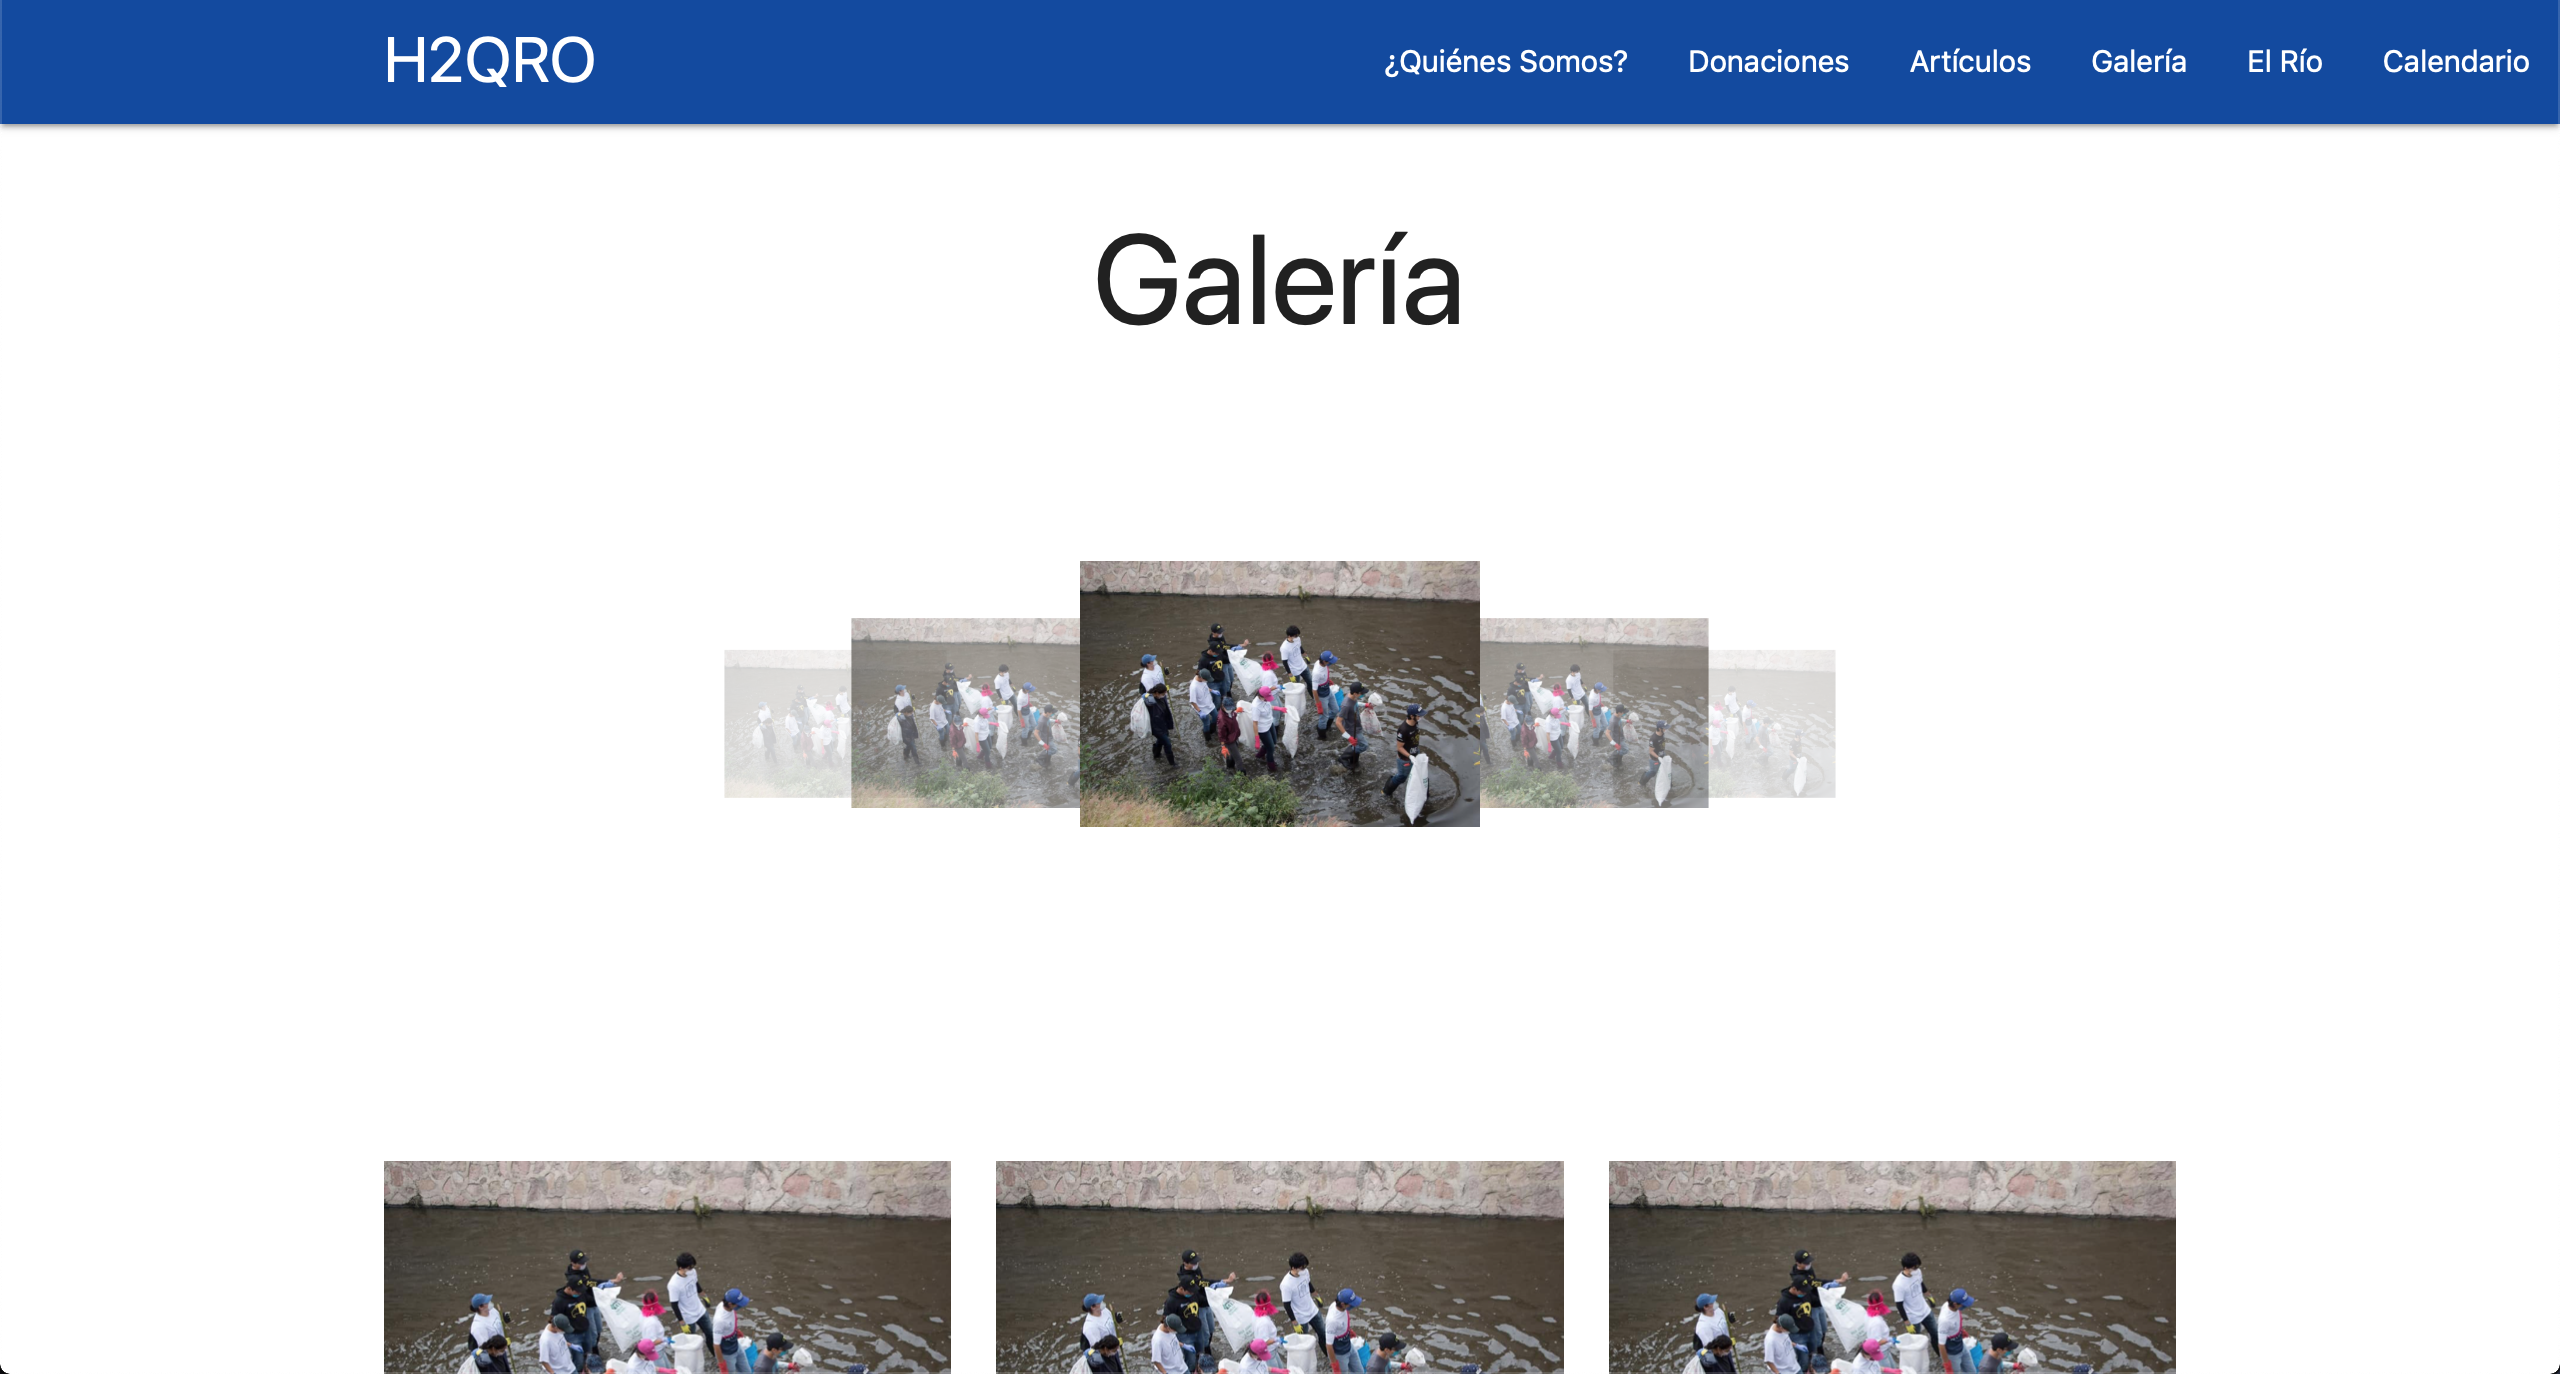 H2QRO
¿Quiénes Somos? Donaciones Artículos Galería El Río Calendario
Galería